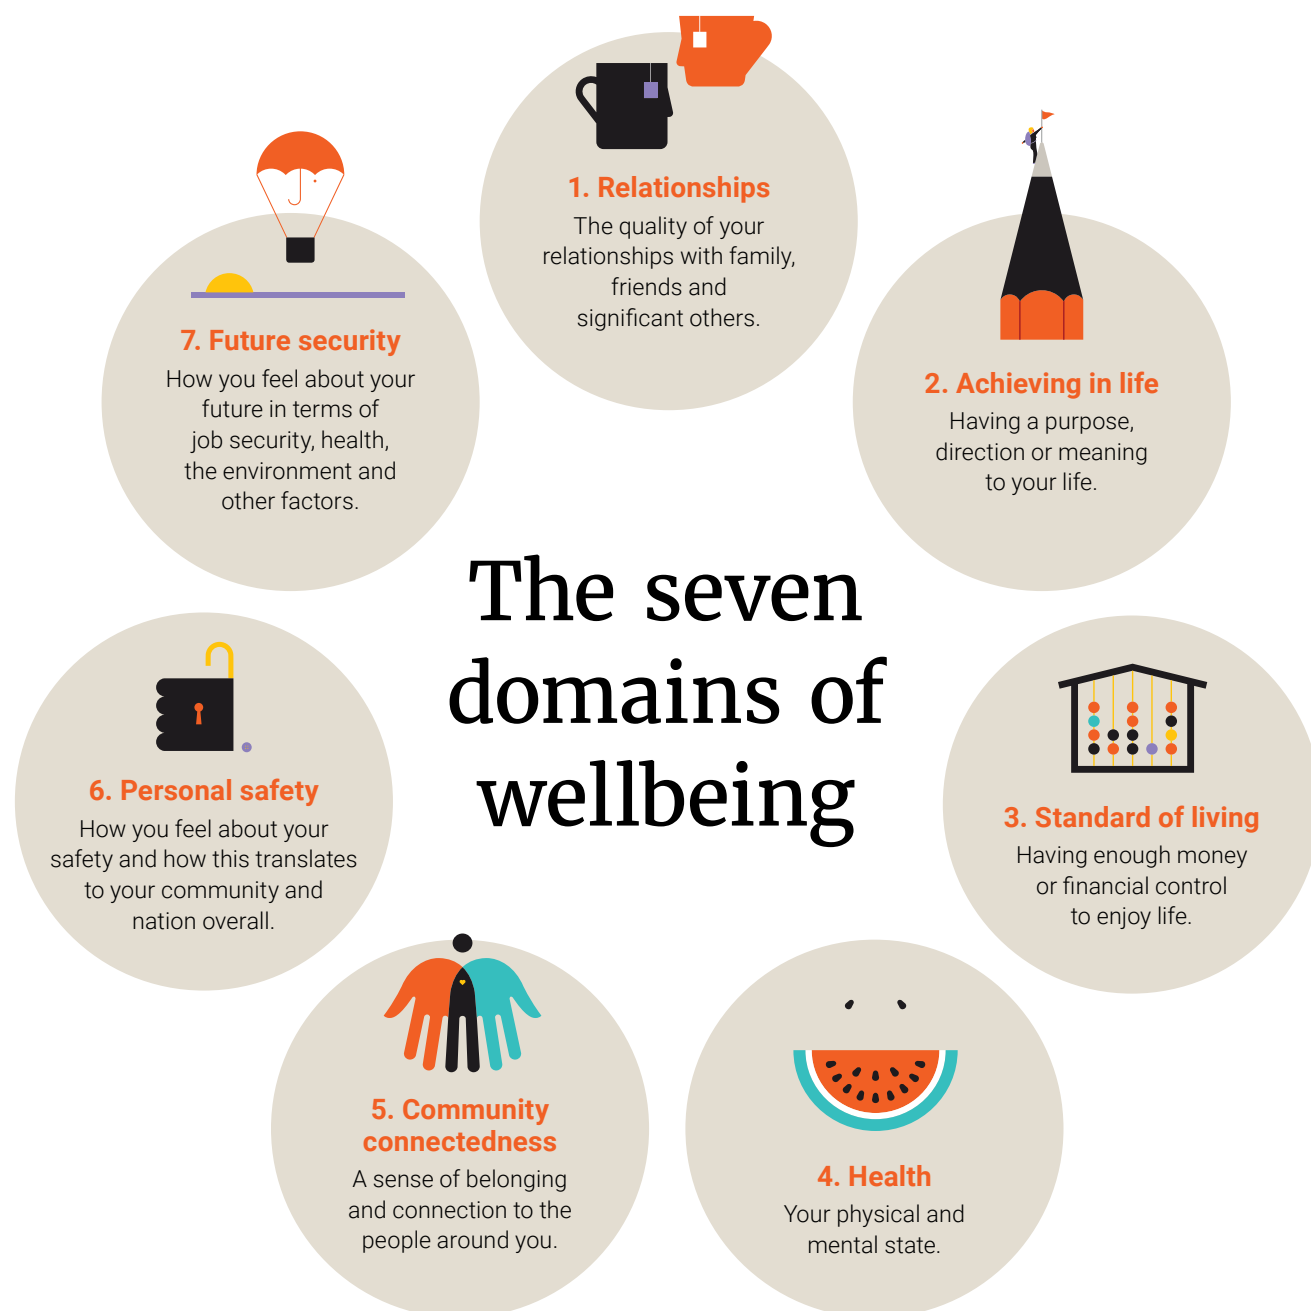 The seven
domains of
wellbeing
1. Relationships
The quality of your
relationships with family,
friends and
significant others.
2. Achieving in life
Having a purpose,
direction or meaning
to your life.
3. Standard of living
Having enough money
or financial control
to enjoy life.
4. Health
Your physical and
mental state.
5. Community
connectedness
A sense of belonging
and connection to the
people around you.
6. Personal safety
How you feel about your
safety and how this translates
to your community and
nation overall.
7. Future security
How you feel about your
future in terms of
job security, health,
the environment and
other factors.